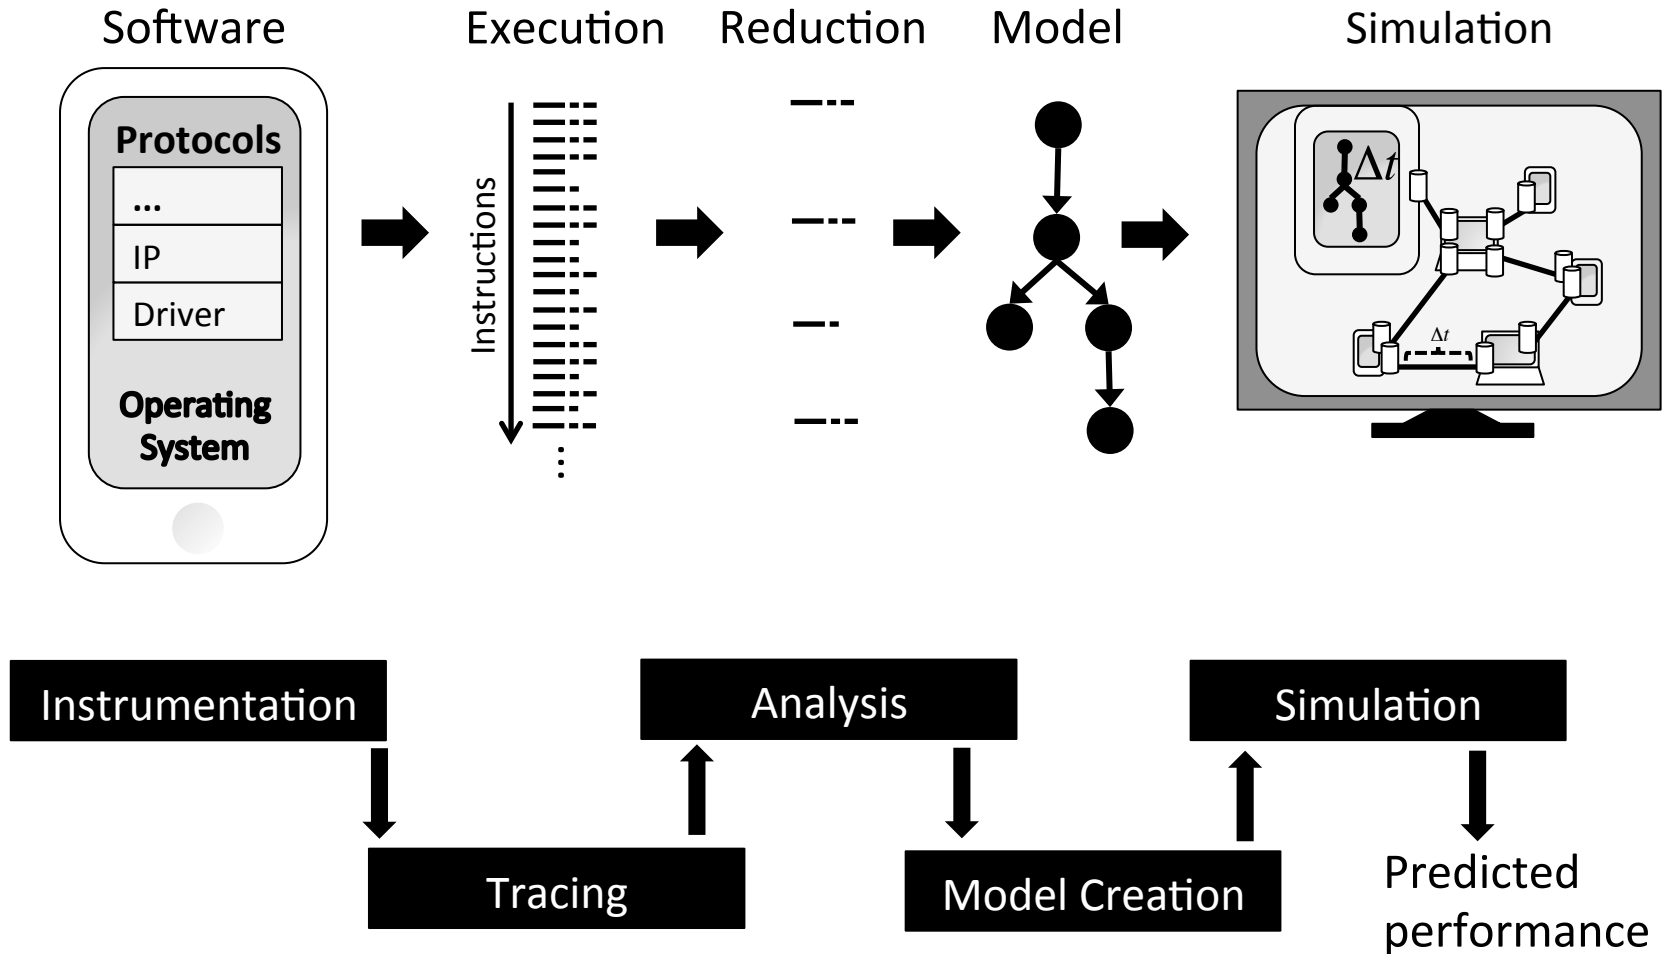 Software
Execution
Reduction
Model
Simulation
Protocols
...
IP
Driver
Operating
System
Instructions
...
Δt
Δt
Instrumentation
Analysis
Simulation
Tracing
Model Creation
Predicted
performance